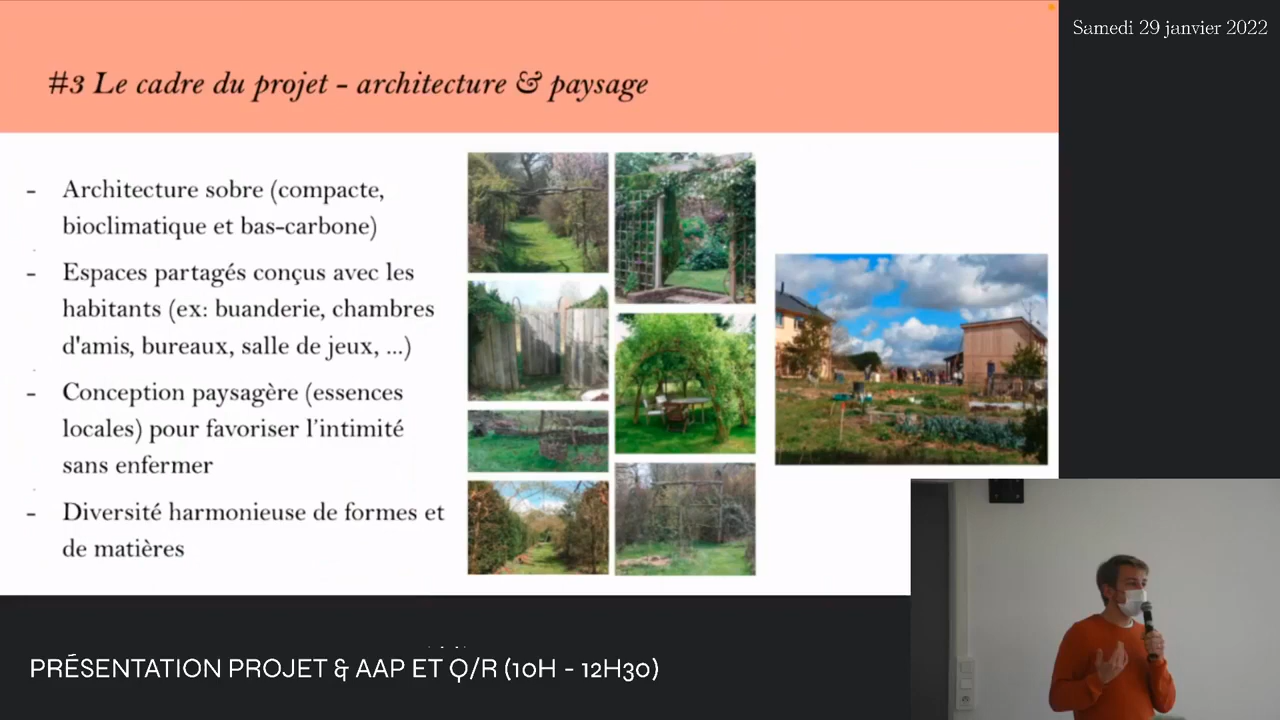 Samedi 29 janvier 2022
#3 Le cadre du projet - architecture & paysage
- Architecture sobre (compacte,
bioclimatique et bas-carbone)
- Espaces partagés conçus avec les
habitants (ex: buanderie, chambres
d'amis, bureaux, salle de jeux, ...)
- Conception paysagère (essences
locales) pour favoriser l'intimité
sans enfermer
- Diversité harmonieuse de formes et
de matières
PRÉSENTATION PROJET & AAP ET Q/R (10H - 12H30)